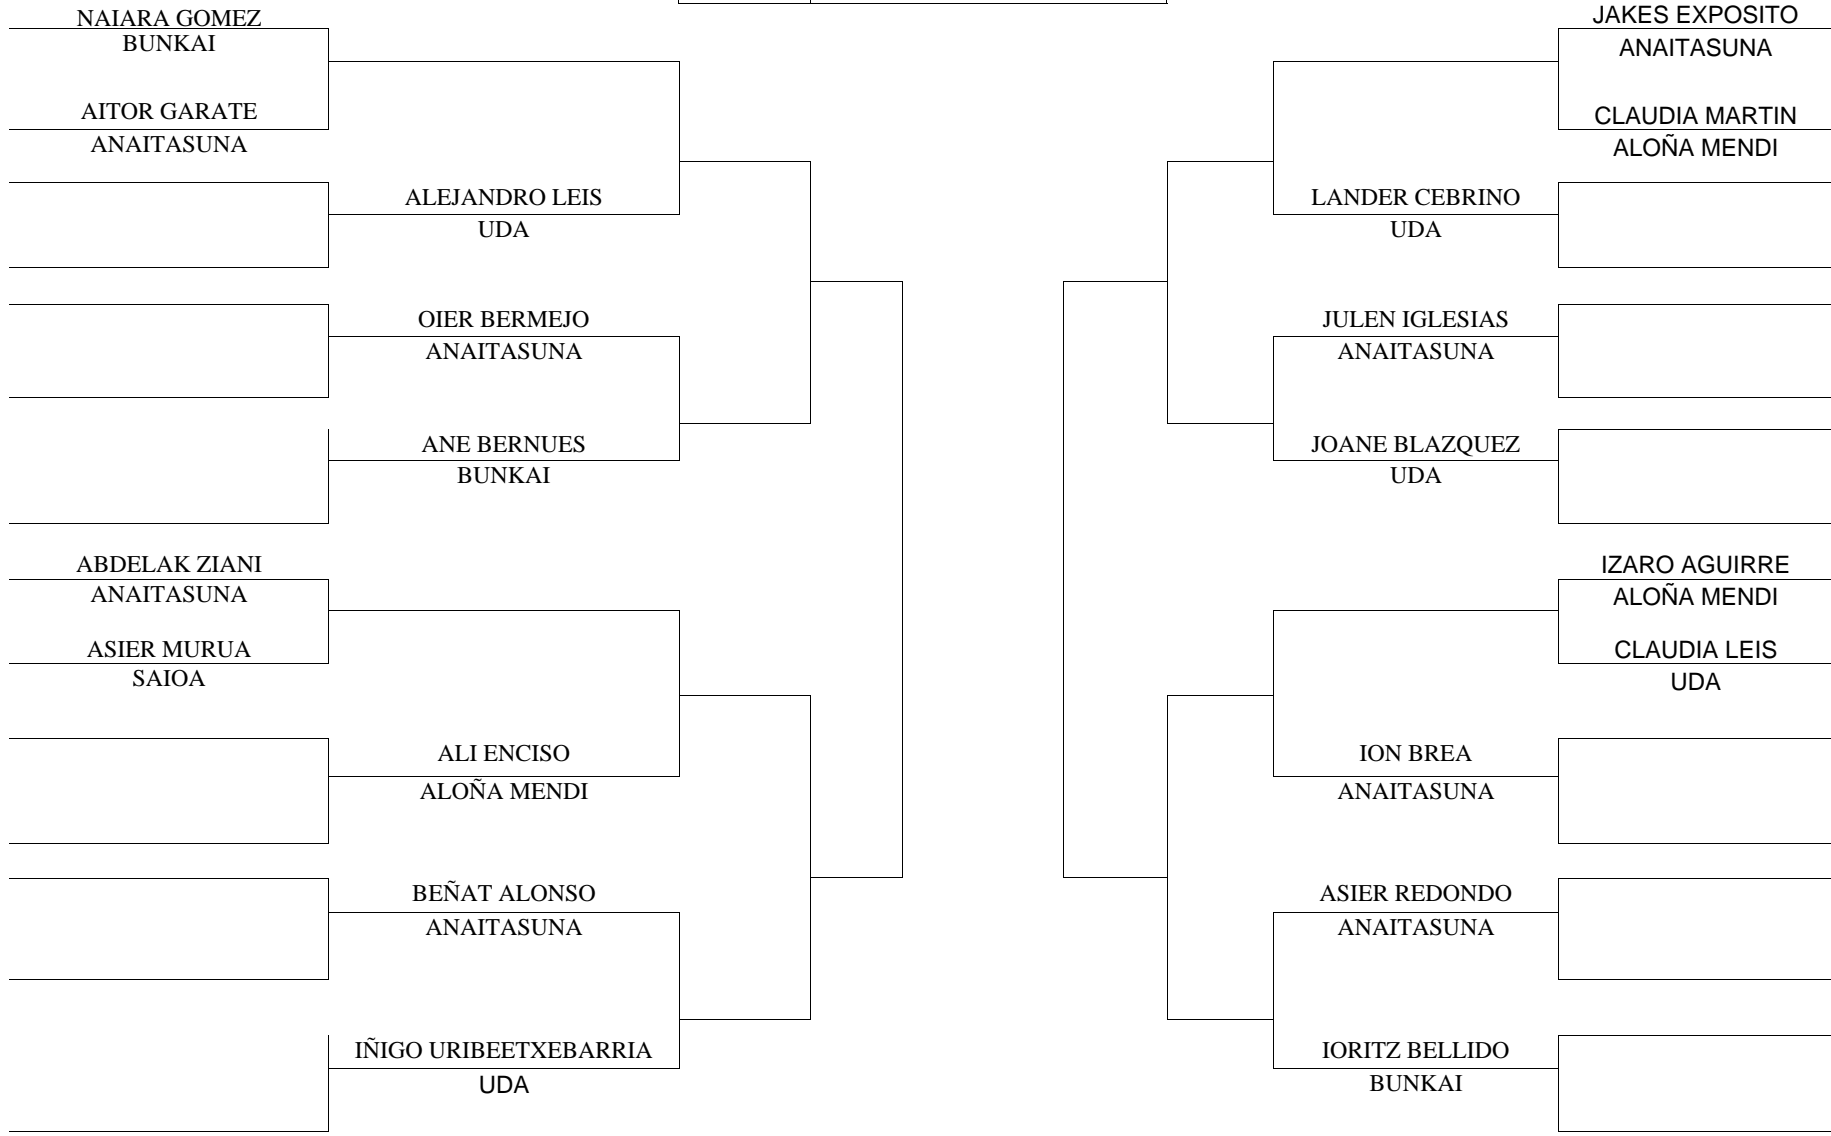 NAIARA GOMEZ
BUNKAI
AITOR GARATE
ANAITASUNA
ALEJANDRO LEIS
UDA
OIER BERMEJO
ANAITASUNA
ANE BERNUES
BUNKAI
ABDELAK ZIANI
ANAITASUNA
ASIER MURUA
SAIOA
ALI ENCISO
ALOÑA MENDI
BEÑAT ALONSO
ANAITASUNA
IÑIGO URIBEETXEBARRIA
UDA
JAKES EXPOSITO
ANAITASUNA
CLAUDIA MARTIN
ALOÑA MENDI
LANDER CEBRINO
UDA
JULEN IGLESIAS
ANAITASUNA
JOANE BLAZQUEZ
UDA
IZARO AGUIRRE
ALOÑA MENDI
CLAUDIA LEIS
UDA
ION BREA
ANAITASUNA
ASIER REDONDO
ANAITASUNA
IORITZ BELLIDO
BUNKAI